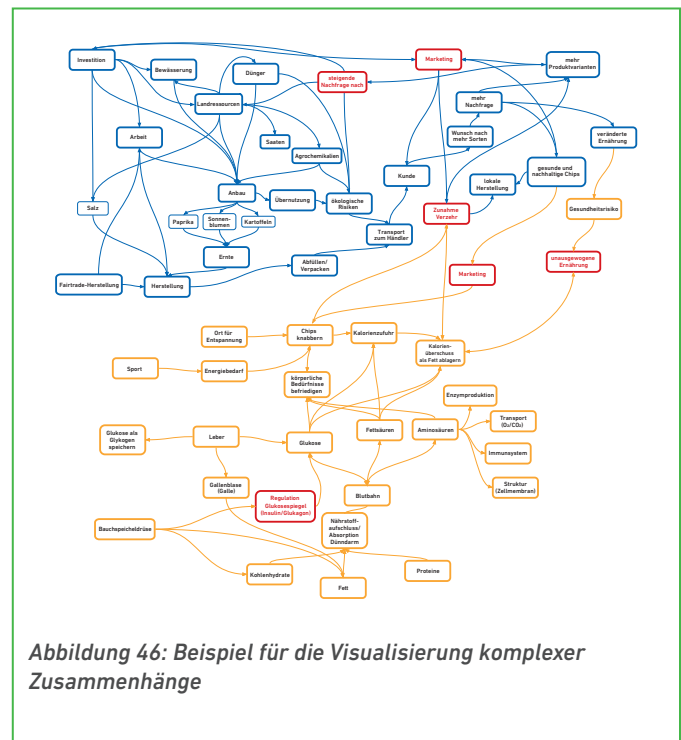 Investition
Bewässerung
Dünger
steigende
Nachfrage nach
Marketing
mehr
Produktvarianten
Landressourcen
mehr
Nachfrage
Arbeit
Saaten
Wunsch nach
mehr Sorten
veränderte
Ernährung
Agrochemikalien
Kunde
lokale
Herstellung
gesunde und
nachhaltige Chips
Anbau
Übernutzung
ökologische
Risiken
Salz
Paprika
Sonnen-
blumen
Kartoffeln
Zunahme
Verzehr
Gesundheitsrisiko
Transport
zum Händler
Ernte
Abfüllen/
Verpacken
Marketing
unausgewogene
Ernährung
Fairtrade-Herstellung
Herstellung
Ort für
Entspannung
Chips
knabbern
Kalorienzufuhr
Kalorien-
überschuss
als Fett ablagern
Sport
Energiebedarf
körperliche
Bedürfnisse
befriedigen
Enzymproduktion
Glukose als
Glykogen
speichern
Leber
Glukose
Fettsäuren
Aminosäuren
Transport
(O₂/CO₂)
Immunsystem
Gallenblase
(Galle)
Blutbahn
Struktur
(Zellmembran)
Regulation
Glukosespiegel
(Insulin/Glukagon)
Bauchspeicheldrüse
Nährstoff-
aufschluss/
Absorption
Dünndarm
Kohlenhydrate
Fett
Proteine
Abbildung 46: Beispiel für die Visualisierung komplexer
Zusammenhänge